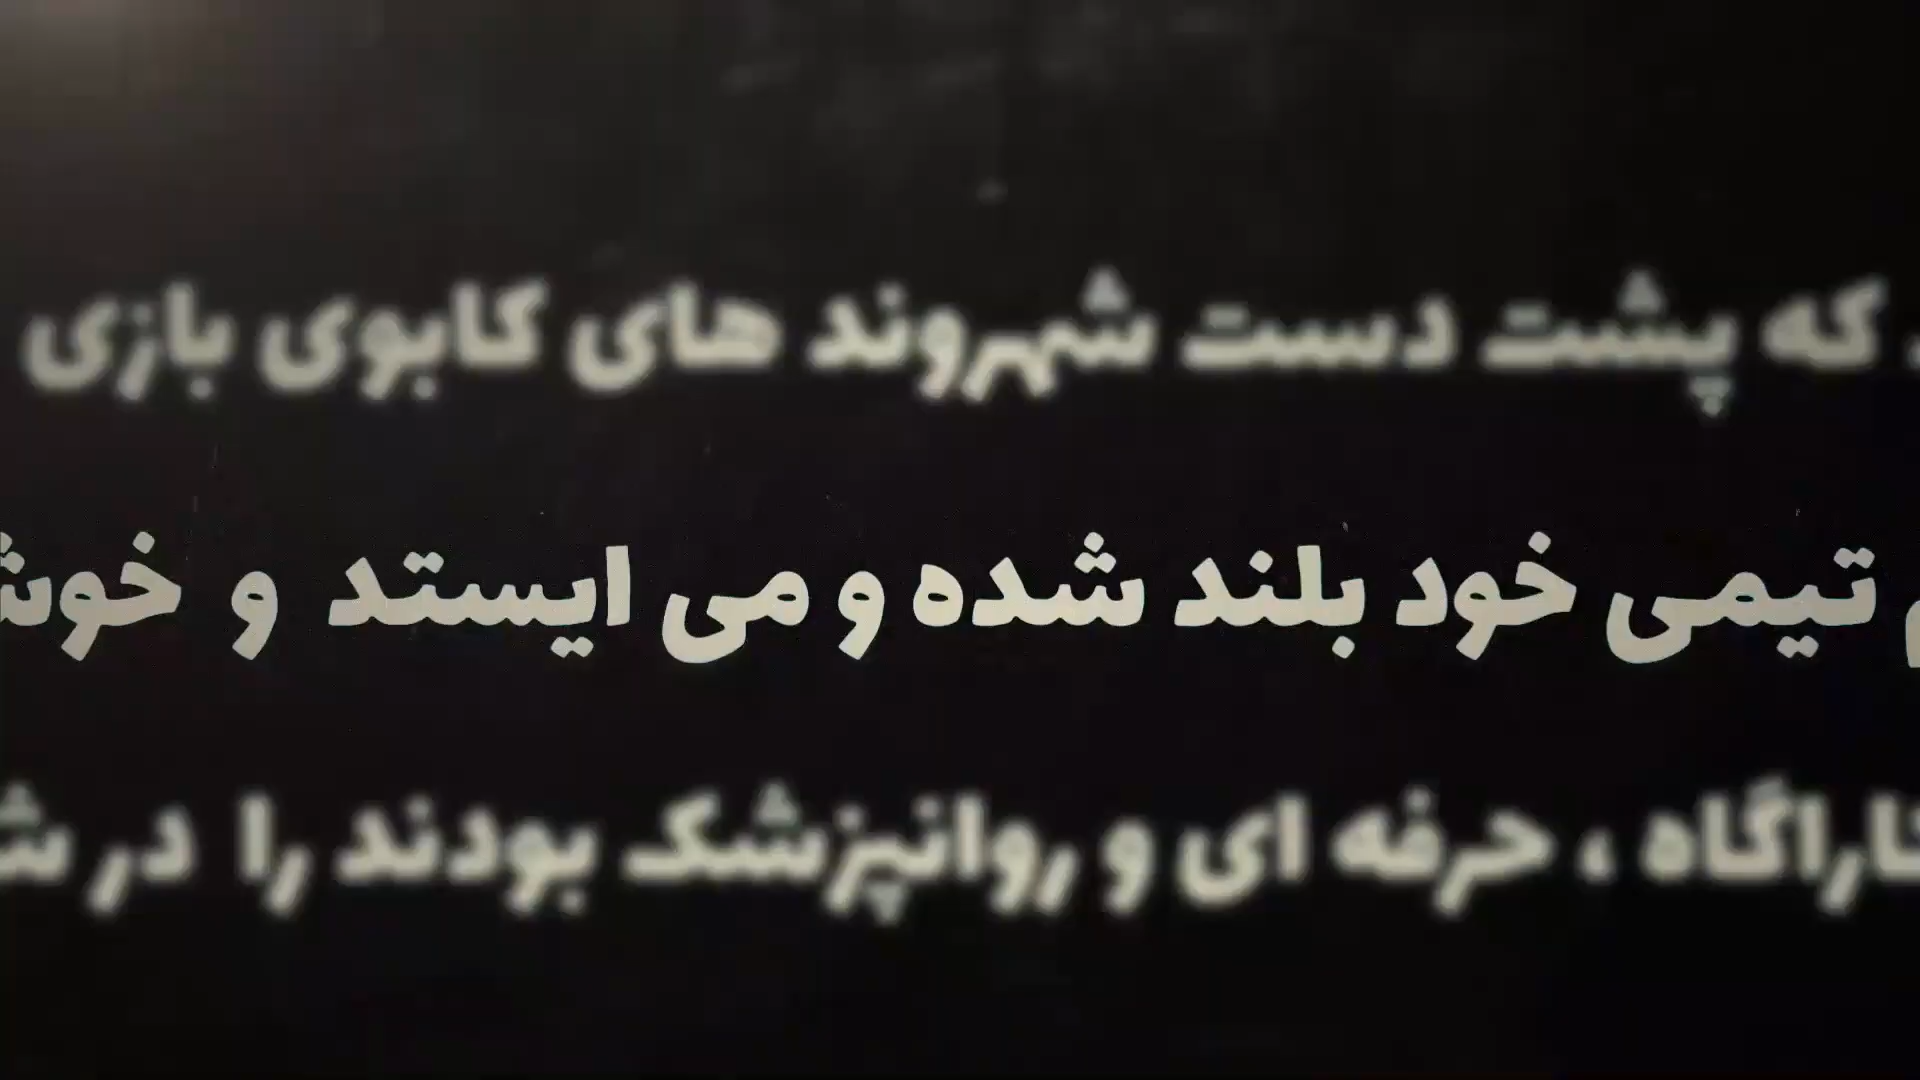 که پشت دست شهروند های کابوی بازی
تیمی خود بلند شده و می ایستد و
، حرفه ای و روانپزشک بودند را در